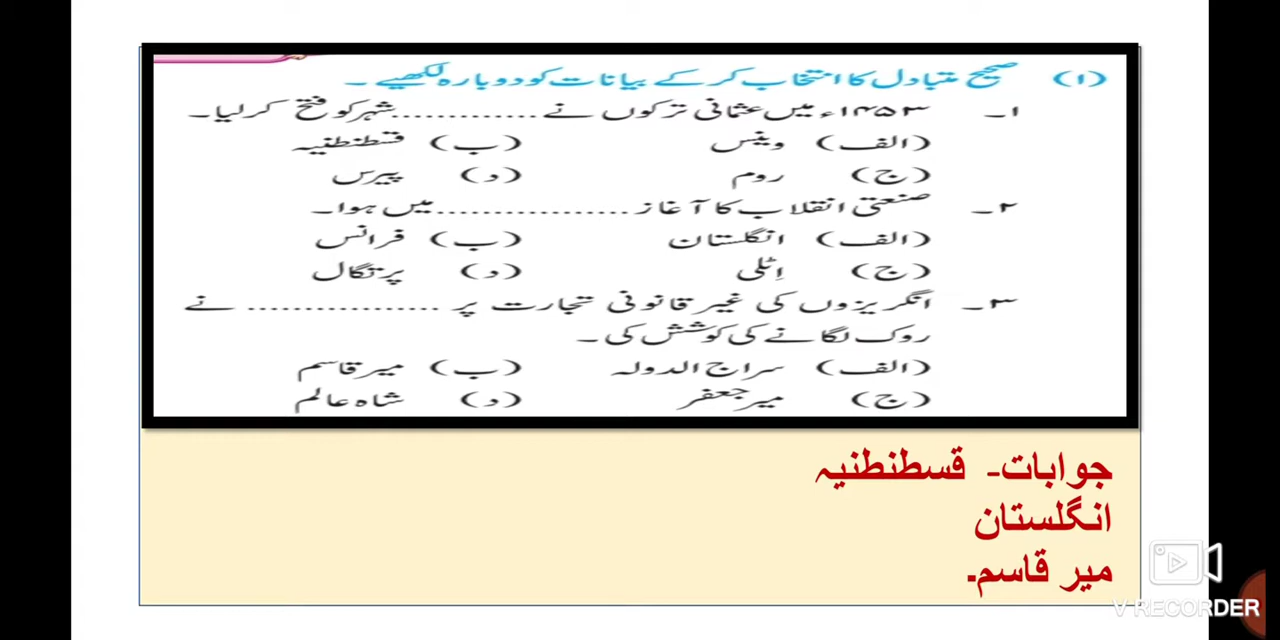 (۱) صحیح متبادل کا انتخاب کر کے بیانات کو دوبارہ لکھیے ۔
۱۔ ۱۴۵۳ء میں عثمانی ترکوں نے ............. شہر کو فتح کر لیا ۔
(الف) وینس (ب) قسطنطنیہ
(ج) روم (د) پیرس
۲۔ صنعتی انقلاب کا آغاز .................. میں ہوا ۔
(الف) انگلستان (ب) فرانس
(ج) اِٹلی (د) پرتگال
۳۔ انگریزوں کی غیر قانونی تجارت پر .................. نے
روک لگانے کی کوشش کی ۔
(الف) سراج الدولہ (ب) میر قاسم
(ج) میر جعفر (د) شاہ عالم
جوابات- قسطنطنیہ
انگلستان
میر قاسم۔
V RECORDER